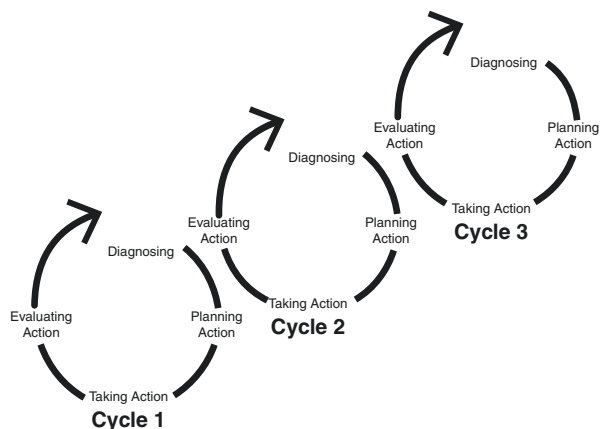 Diagnosing
Planning
Action
Taking Action
Evaluating
Action
Cycle 1
Diagnosing
Planning
Action
Taking Action
Evaluating
Action
Cycle 2
Diagnosing
Planning
Action
Taking Action
Evaluating
Action
Cycle 3